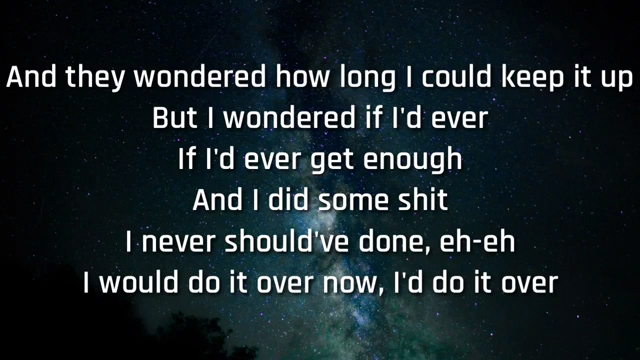 And they wondered how long I could keep it up
But I wondered if I'd ever
If I'd ever get enough
And I did some shit
I never should've done, eh-eh
I would do it over now, I'd do it over